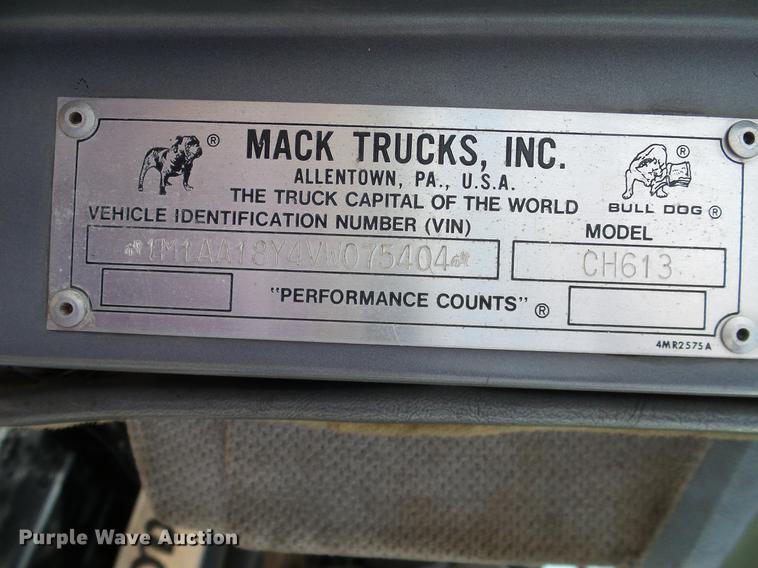 MACK TRUCKS, INC.
ALLENTOWN, PA., U.S.A.
THE TRUCK CAPITAL OF THE WORLD
®
®
BULL DOG ®
VEHICLE IDENTIFICATION NUMBER (VIN)
MODEL
1M1AA18Y4VW075404
CH613
"PERFORMANCE COUNTS" ®
4MR2575A
Purple Wave Auction